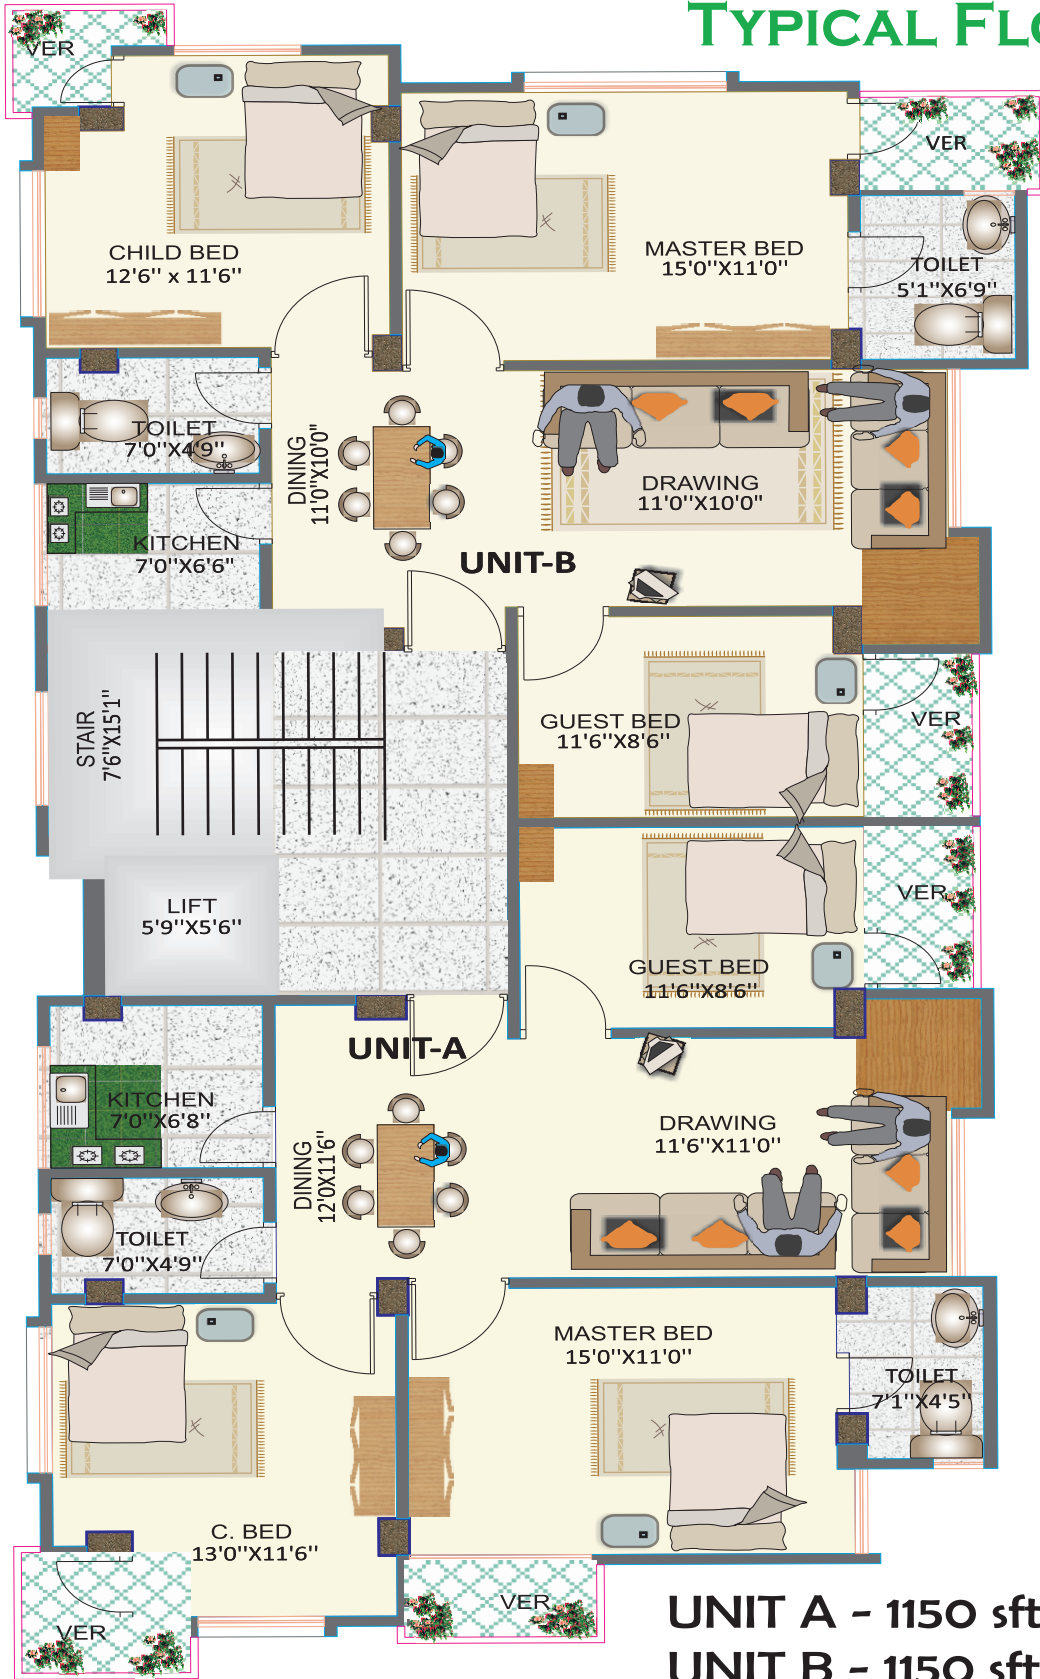 TYPICAL FLO
VER
VER
CHILD BED
12'6'' x 11'6''
MASTER BED
15'0''X11'0''
TOILET
5'1''X6'9''
TOILET
7'0''X4'9''
DINING
11'0"X10'0"
DRAWING
11'0''X10'0"
KITCHEN
7'0''X6'6''
UNIT-B
STAIR
7'6"X15'1"
GUEST BED
11'6''X8'6''
VER
VER
LIFT
5'9''X5'6''
GUEST BED
11'6''X8'6''
UNIT-A
KITCHEN
7'0''X6'8''
DINING
12'0X11'6"
DRAWING
11'6''X11'0''
TOILET
7'0''X4'9''
MASTER BED
15'0''X11'0''
TOILET
7'1''X4'5''
C. BED
13'0''X11'6''
VER
VER
UNIT A - 1150 sft
UNIT B - 1150 sft